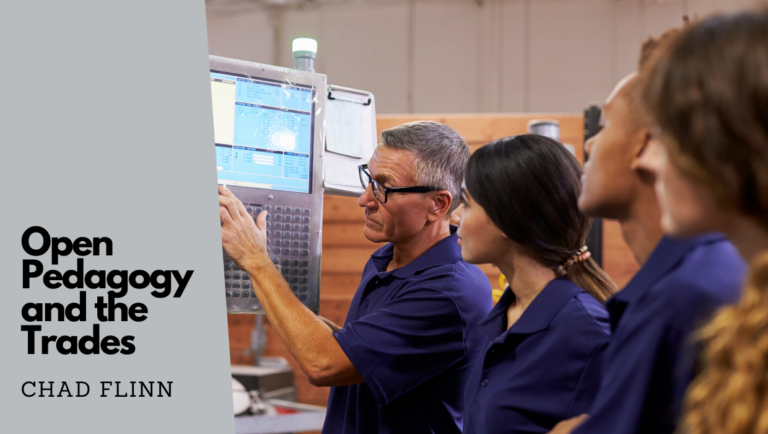 Open
Pedagogy
and the
Trades
CHAD FLINN